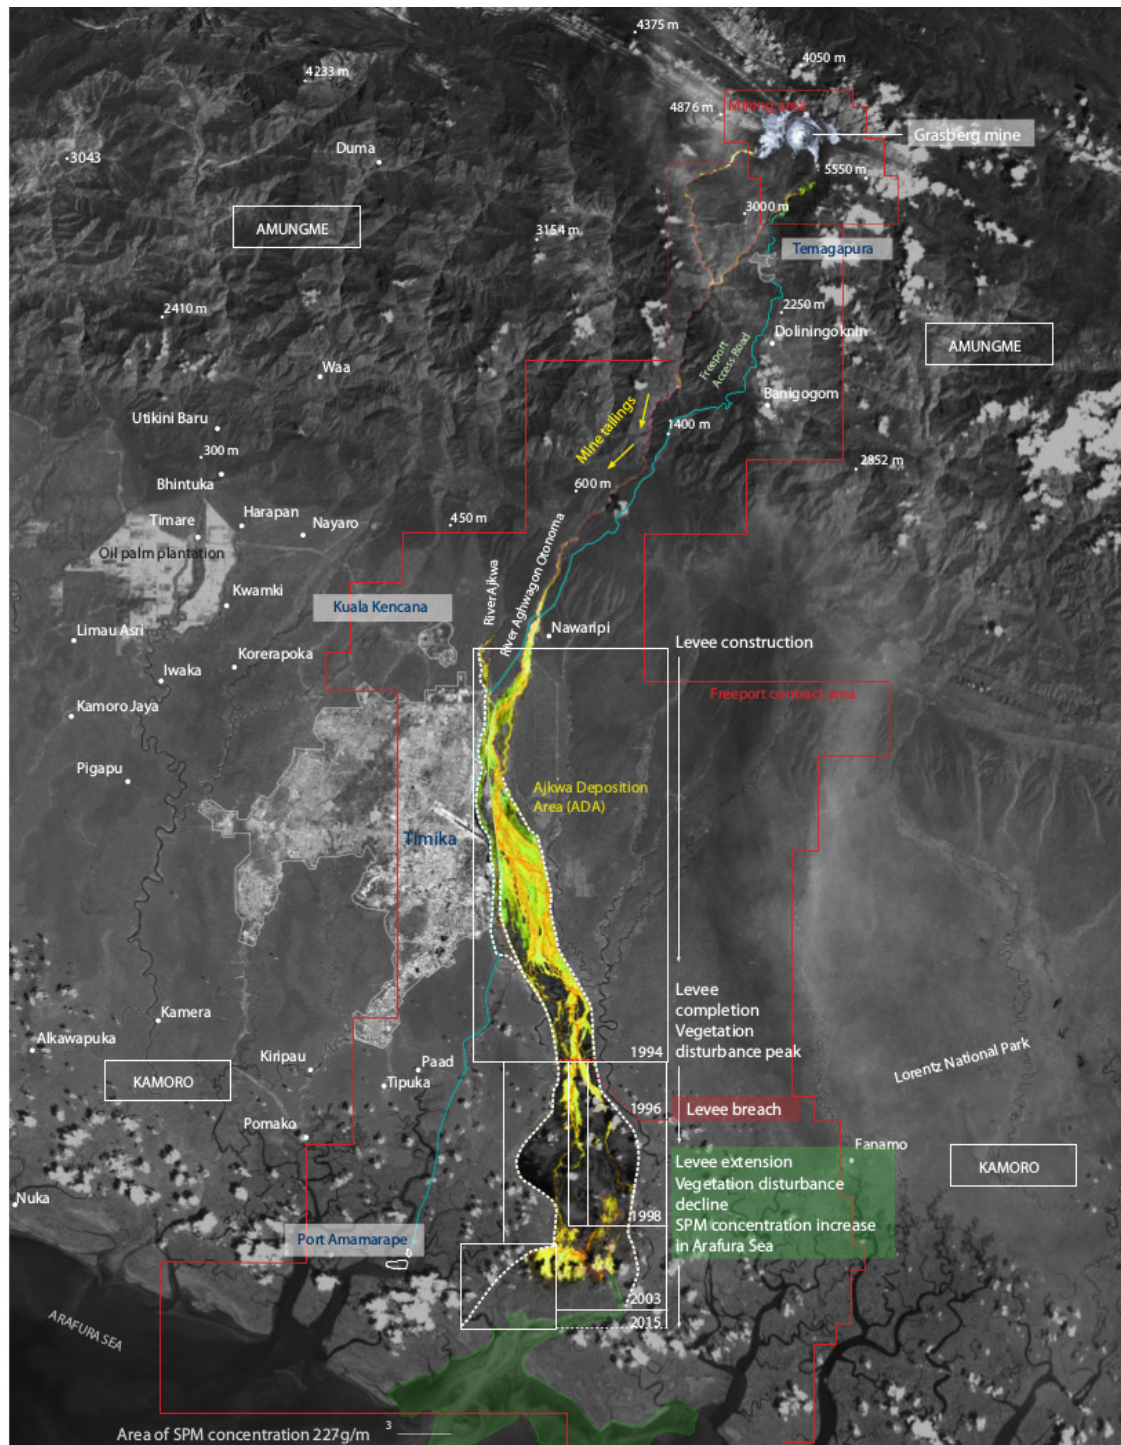 4375 m
4050 m
4233 m
4876 m
Mining area
Grasberg mine
3043
Duma
5550 m
3000 m
AMUNGME
3154 m
Temagapura
2410 m
2250 m
Doliningoknin
AMUNGME
Freeport
Access Road
Waa
Banigogom
Mine tailings
Utikini Baru
1400 m
300 m
2852 m
Bhintuka
600 m
Timare
Harapan
Nayaro
450 m
Oil palm plantation
River Ajkwa
River Aghwagon Otonoma
Kwamki
Kuala Kencana
Nawaripi
Limau Asri
Levee construction
Korerapoka
Iwaka
Freeport contract area
Kamoro Jaya
Pigapu
Ajkwa Deposition
Area (ADA)
Timika
Levee
completion
Vegetation
disturbance peak
1994
Kamera
Alkawapuka
Kiripau
Paad
Lorentz National Park
KAMORO
Tipuka
1996
Levee breach
Pomako
Fanamo
Levee extension
Vegetation disturbance
decline
SPM concentration increase
in Arafura Sea
KAMORO
Nuka
1998
Port Amamarape
2003
2015
ARAFURA SEA
Area of SPM concentration 227g/m 3